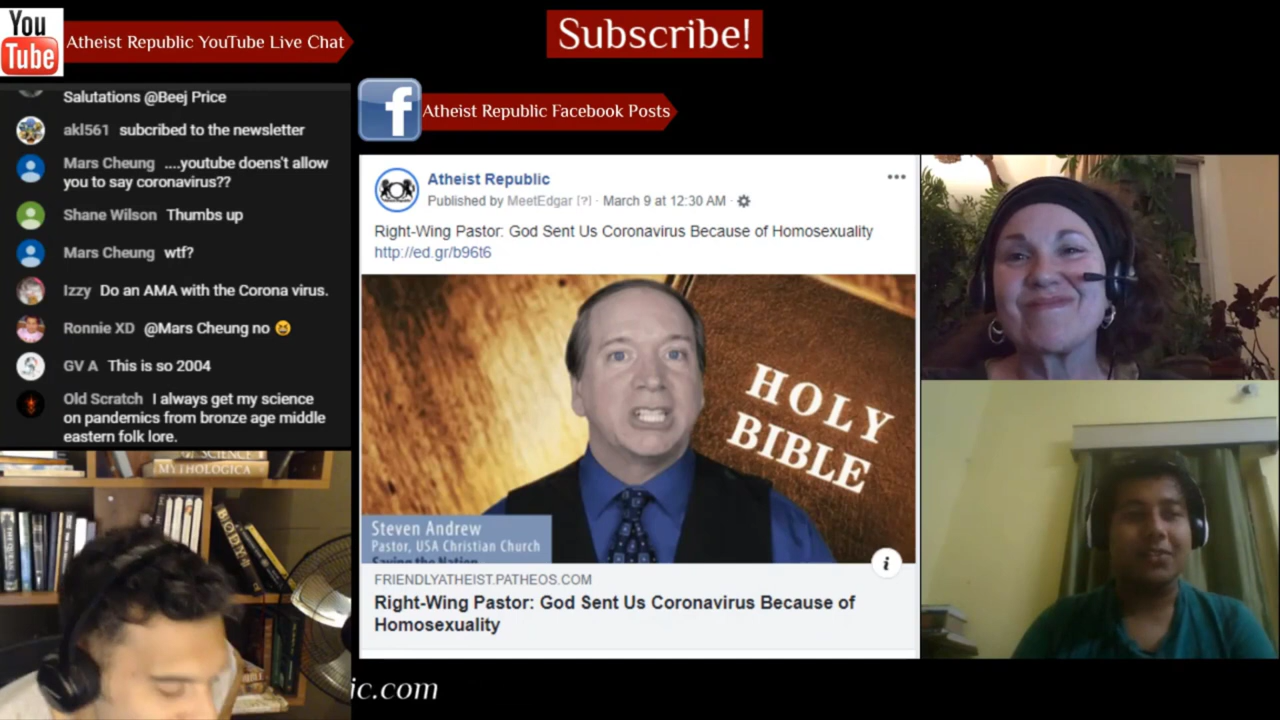 You
Tube
Atheist Republic YouTube Live Chat
Subscribe!
Salutations @Beej Price
akl561 subcribed to the newsletter
Mars Cheung ....youtube doens't allow
you to say coronavirus??
Shane Wilson Thumbs up
Mars Cheung wtf?
Izzy Do an AMA with the Corona virus.
Ronnie XD @Mars Cheung no 😆
GV A This is so 2004
Old Scratch I always get my science
on pandemics from bronze age middle
eastern folk lore.
f
Atheist Republic Facebook Posts
Atheist Republic
Published by MeetEdgar [?] · March 9 at 12:30 AM ·
Right-Wing Pastor: God Sent Us Coronavirus Because of Homosexuality
http://ed.gr/b96t6
HOLY
BIBLE
Steven Andrew
Pastor, USA Christian Church
Saving the Nation
i
FRIENDLYATHEIST.PATHEOS.COM
Right-Wing Pastor: God Sent Us Coronavirus Because of
Homosexuality
SCIENCE
MYTHOLOGICA
ic.com